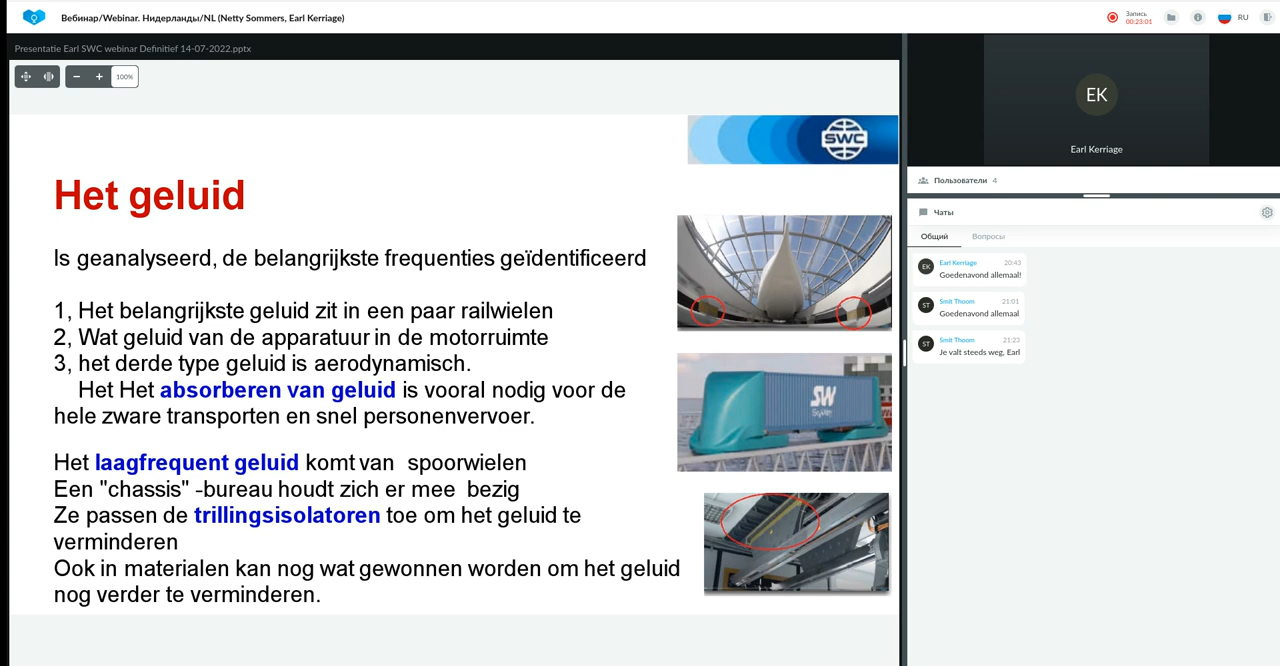 Вебинар/Webinar. Нидерланды/NL (Netty Sommers, Earl Kerriage)
Запись
00:23:01
RU
Presentatie Earl SWC webinar Definitief 14-07-2022.pptx
100%
SWC
Het geluid
Is geanalyseerd, de belangrijkste frequenties geïdentificeerd
1, Het belangrijkste geluid zit in een paar railwielen
2, Wat geluid van de apparatuur in de motorruimte
3, het derde type geluid is aerodynamisch.
Het Het absorberen van geluid is vooral nodig voor de
hele zware transporten en snel personenvervoer.
Het laagfrequent geluid komt van spoorwielen
Een "chassis" -bureau houdt zich er mee bezig
Ze passen de trillingsisolatoren toe om het geluid te
verminderen
Ook in materialen kan nog wat gewonnen worden om het geluid
nog verder te verminderen.
SW
EK
Earl Kerriage
Пользователи 4
Чаты
Общий
Вопросы
EK
Earl Kerriage 20:43
Goedenavond allemaal!
ST
Smit Thoom 21:01
Goedenavond allemaal
ST
Smit Thoom 21:23
Je valt steeds weg, Earl